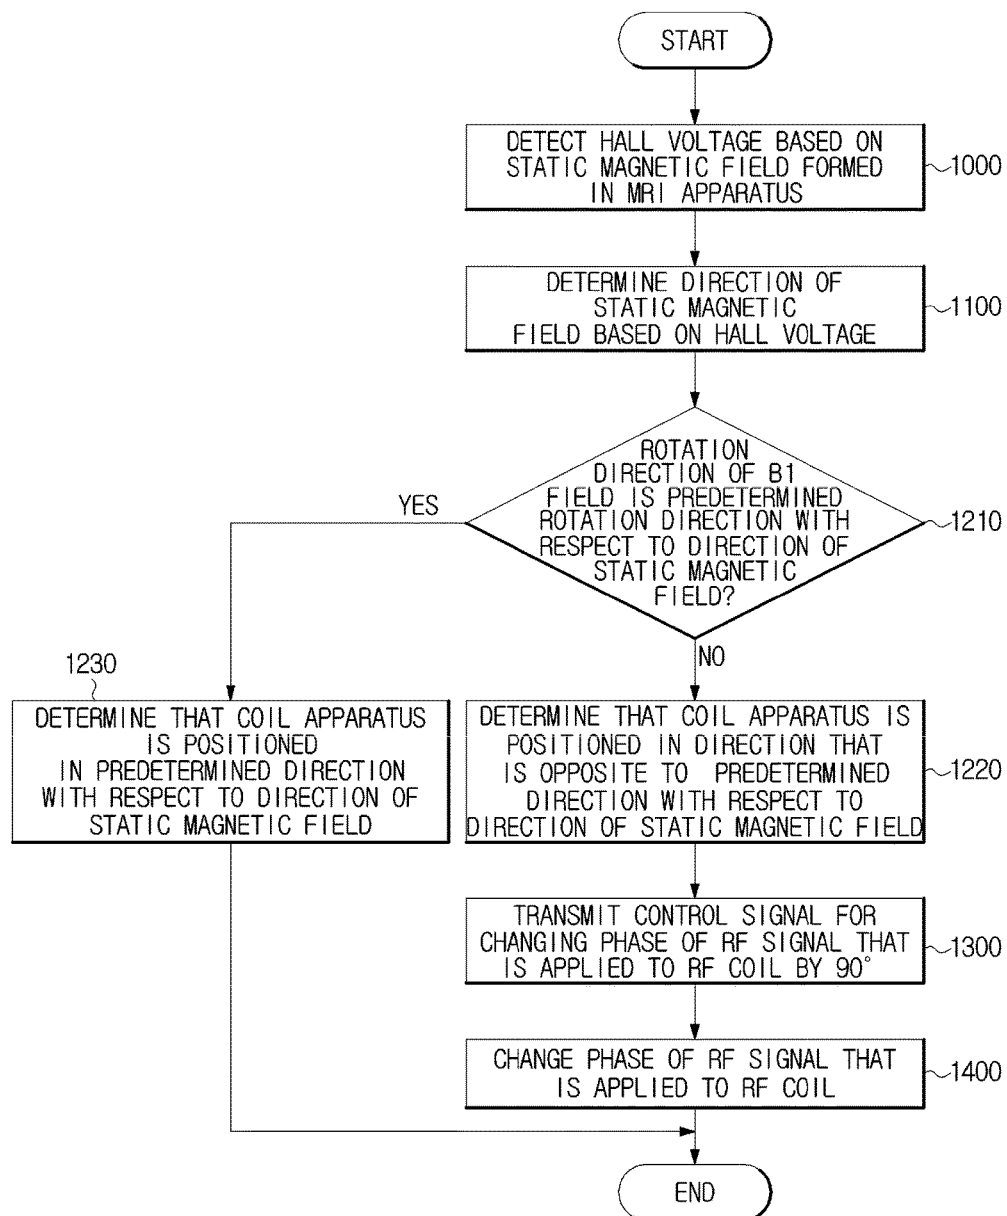 START
DETECT HALL VOLTAGE BASED ON
STATIC MAGNETIC FIELD FORMED
IN MRI APPARATUS
1000
DETERMINE DIRECTION OF
STATIC MAGNETIC
FIELD BASED ON HALL VOLTAGE
1100
ROTATION
DIRECTION OF B1
FIELD IS PREDETERMINED
ROTATION DIRECTION WITH
RESPECT TO DIRECTION OF
STATIC MAGNETIC
FIELD?
1210
YES
NO
1230
DETERMINE THAT COIL APPARATUS
IS POSITIONED
IN PREDETERMINED DIRECTION
WITH RESPECT TO DIRECTION OF
STATIC MAGNETIC FIELD
DETERMINE THAT COIL APPARATUS IS
POSITIONED IN DIRECTION THAT
IS OPPOSITE TO PREDETERMINED
DIRECTION WITH RESPECT TO
DIRECTION OF STATIC MAGNETIC FIELD
1220
TRANSMIT CONTROL SIGNAL FOR
CHANGING PHASE OF RF SIGNAL THAT
IS APPLIED TO RF COIL BY 90°
1300
CHANGE PHASE OF RF SIGNAL THAT
IS APPLIED TO RF COIL
1400
END